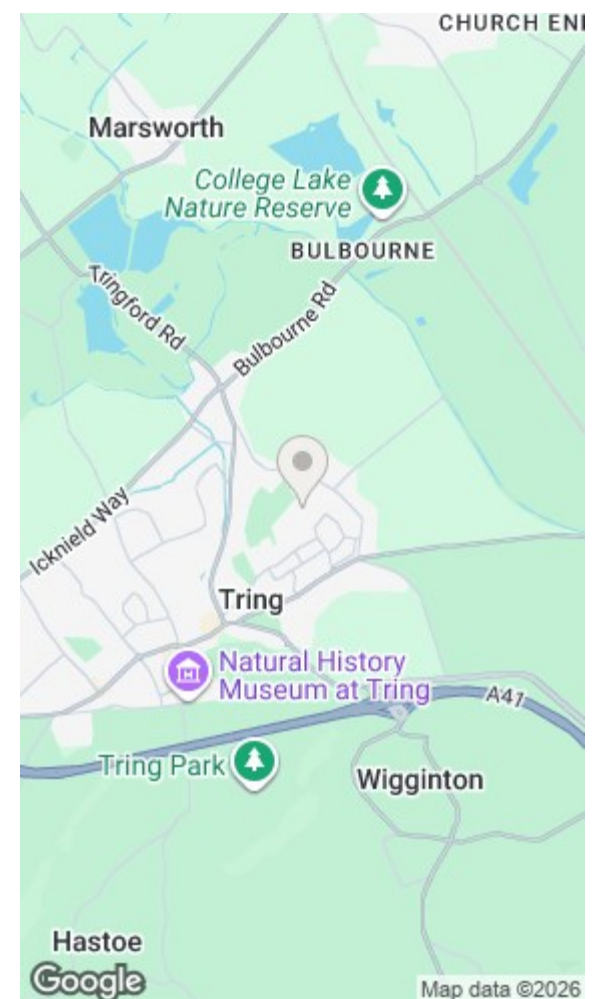 CHURCH EN
Marsworth
College Lake
Nature Reserve
BULBOURNE
Tringford Rd
Bulbourne Rd
Icknield Way
Tring
Natural History
Museum at Tring
A41
Tring Park
Wigginton
Hastoe
Google
Map data ©2026